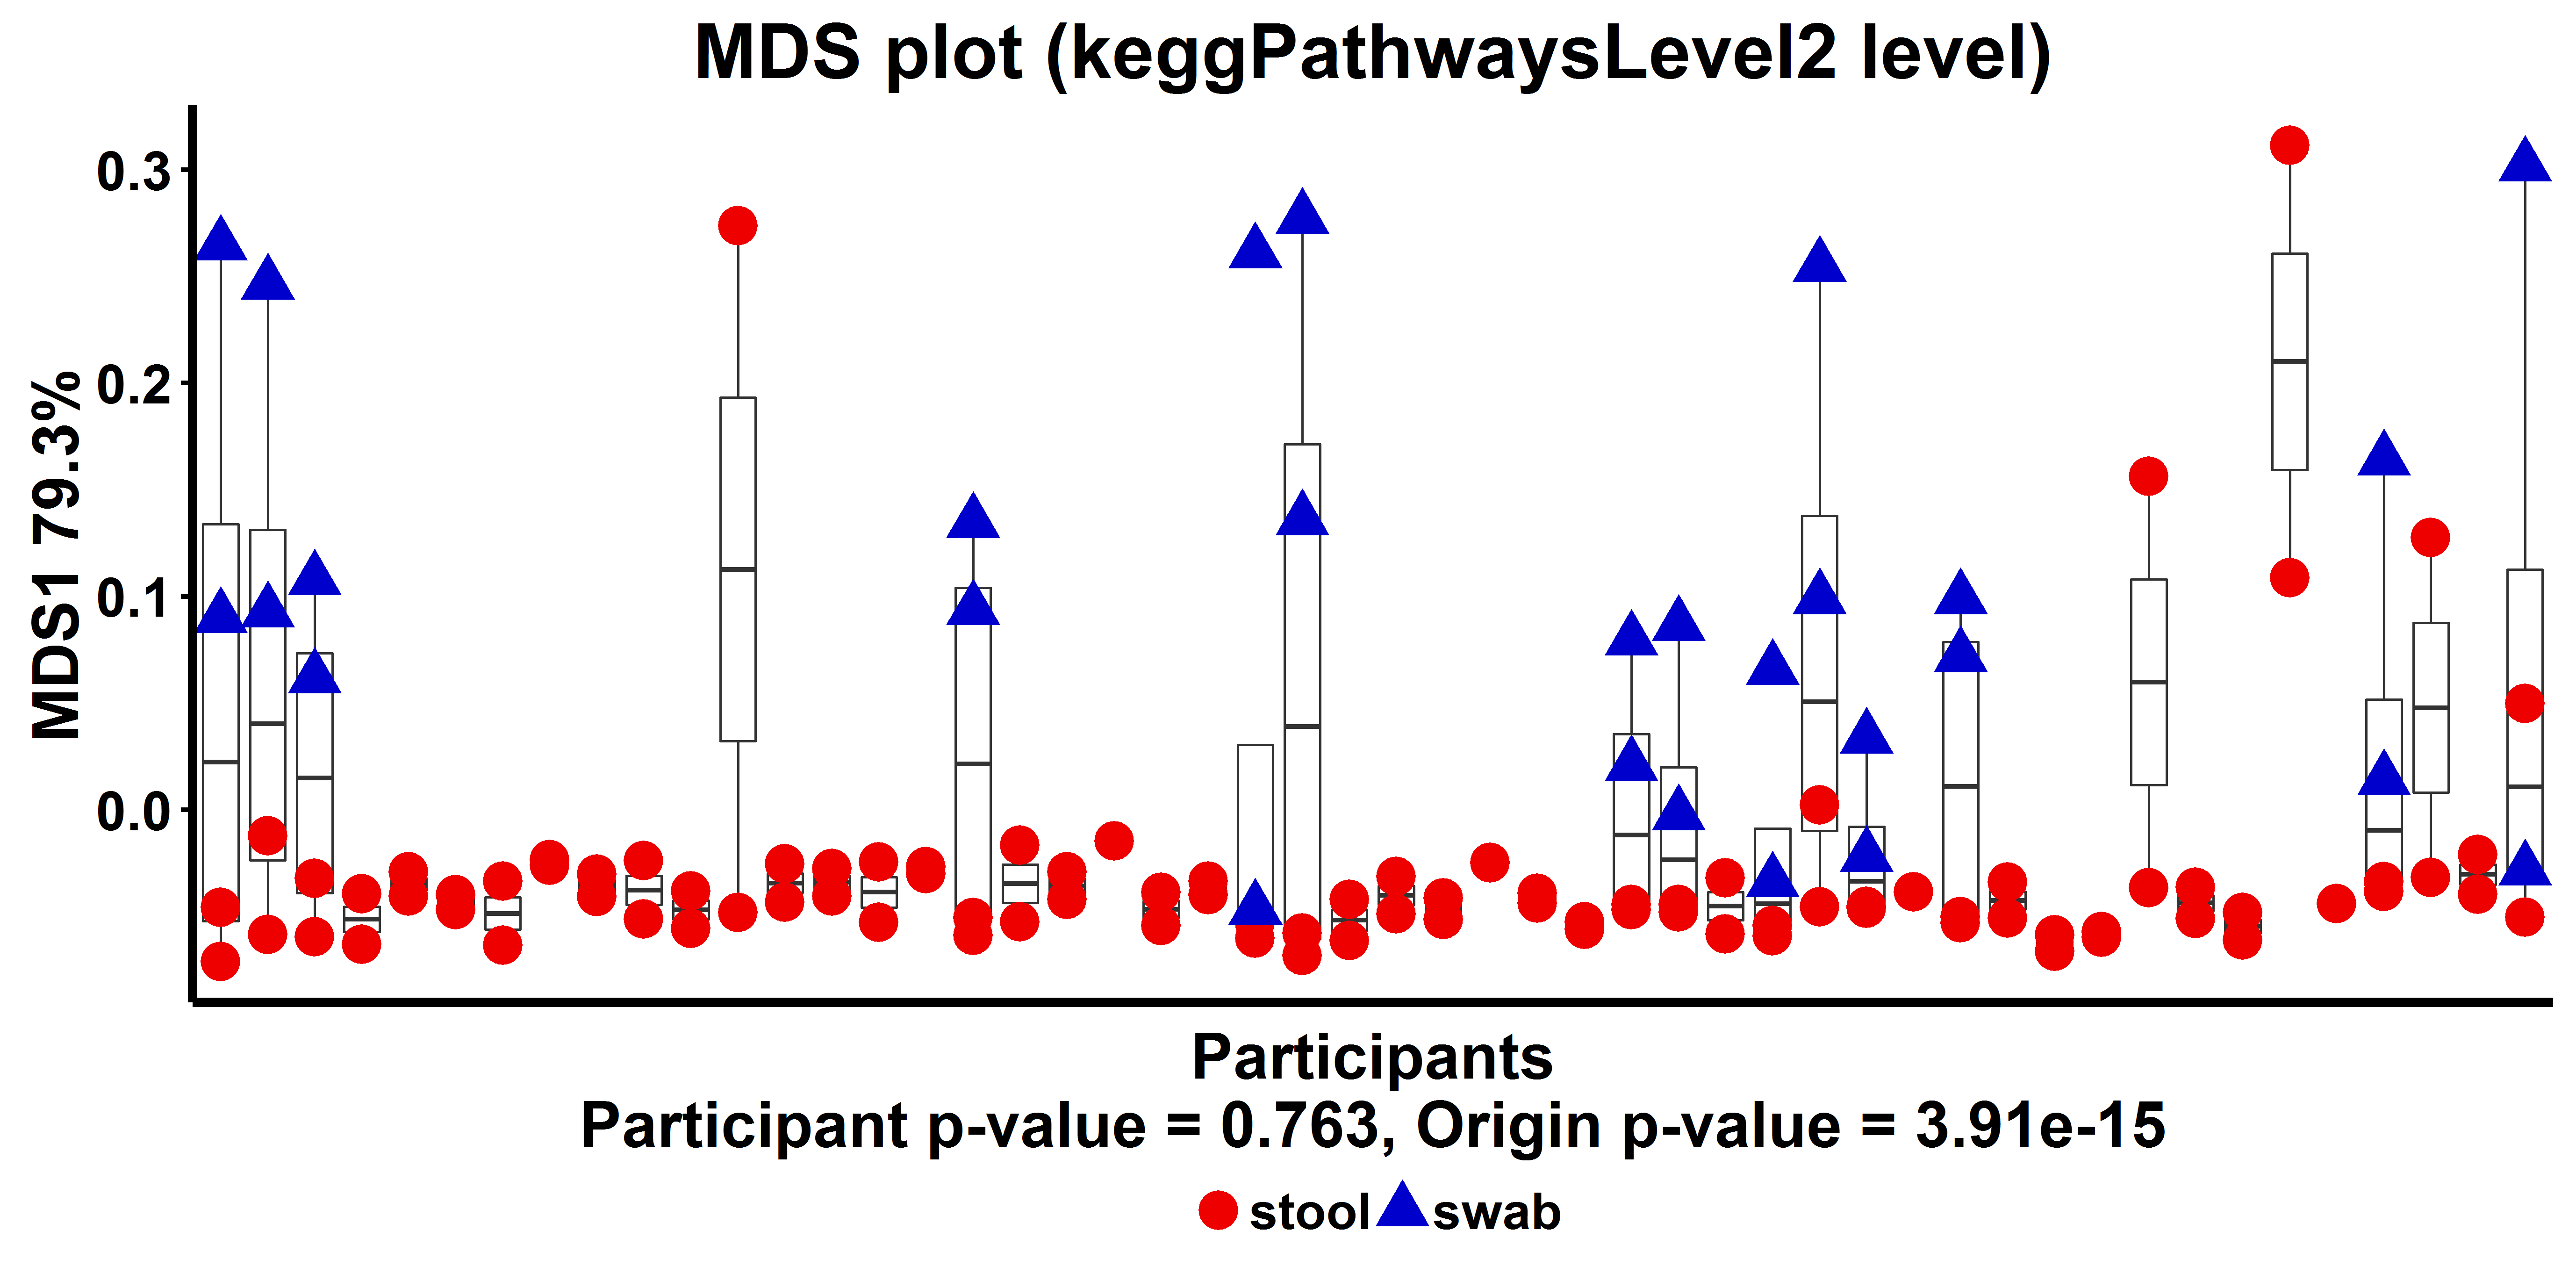 MDS plot (keggPathwaysLevel2 level)
MDS1 79.3%
0.3
0.2
0.1
0.0
Participants
Participant p-value = 0.763, Origin p-value = 3.91e-15
stool swab